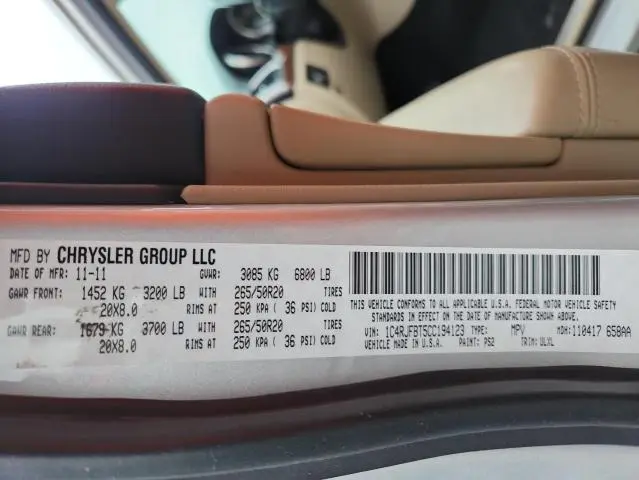 MFD BY CHRYSLER GROUP LLC
DATE OF MFR: 11-11 GVWR: 3085 KG 6800 LB
GAWR FRONT: 1452 KG 3200 LB WITH 265/50R20 TIRES
20X8.0 RIMS AT 250 KPA ( 36 PSI) COLD
GAWR REAR: 1679 KG 3700 LB WITH 265/50R20 TIRES
20X8.0 RIMS AT 250 KPA ( 36 PSI) COLD
THIS VEHICLE CONFORMS TO ALL APPLICABLE U.S.A. FEDERAL MOTOR VEHICLE SAFETY
STANDARDS IN EFFECT ON THE DATE OF MANUFACTURE SHOWN ABOVE.
VIN: 1C4RJFBT5CC194123 TYPE: MPV MDH: 110417 658AA
VEHICLE MADE IN U.S.A. PAINT: PS2 TRIM: ULXL